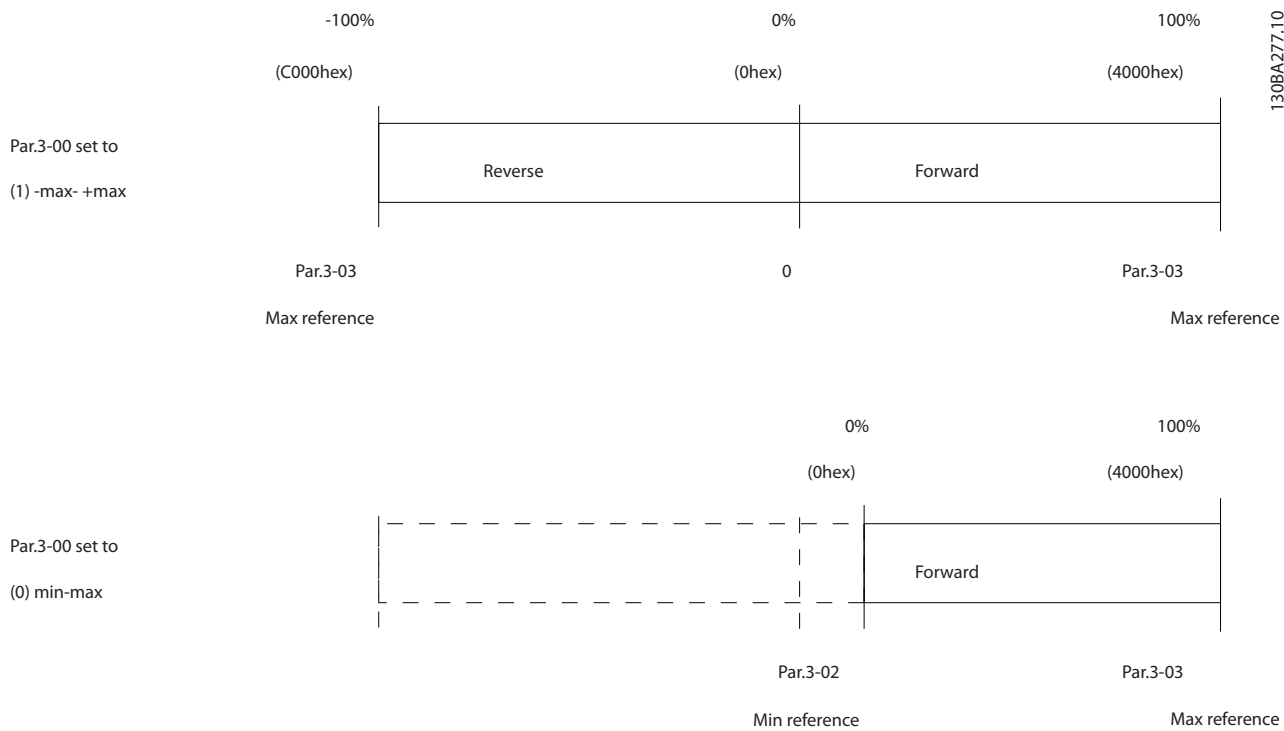 -100% 0% 100%
(C000hex) (0hex) (4000hex)
130BA277.10
Par.3-00 set to
(1) -max- +max
Reverse Forward
Par.3-03 0 Par.3-03
Max reference Max reference
0% 100%
(0hex) (4000hex)
Par.3-00 set to
(0) min-max
Forward
Par.3-02 Par.3-03
Min reference Max reference